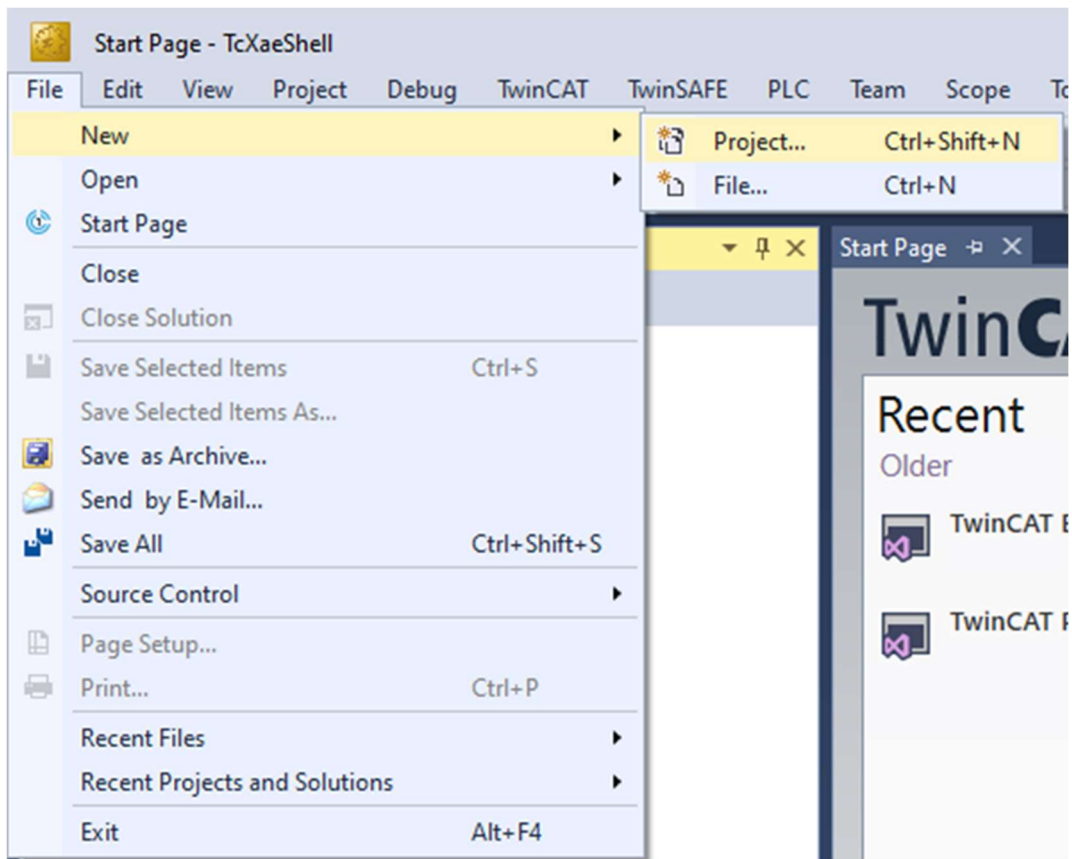 Start Page - TcXaeShell
File Edit View Project Debug TwinCAT TwinSAFE PLC Team Scope
New
Project... Ctrl+Shift+N
Open
File... Ctrl+N
Start Page
Start Page
Close
Close Solution
Save Selected Items Ctrl+S
Save Selected Items As...
Save as Archive...
Send by E-Mail...
Save All Ctrl+Shift+S
Source Control
Page Setup...
Print... Ctrl+P
Recent Files
Recent Projects and Solutions
Exit Alt+F4
TwinCA
Recent
Older
TwinCAT
TwinCAT